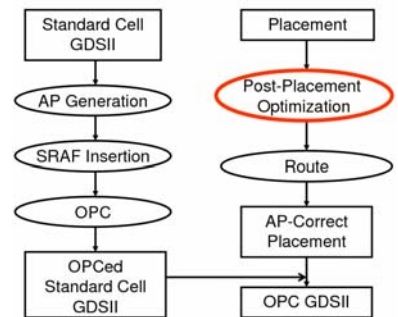 Standard Cell
GDSII
AP Generation
SRAF Insertion
OPC
OPCed
Standard Cell
GDSII
Placement
Post-Placement
Optimization
Route
AP-Correct
Placement
OPC GDSII